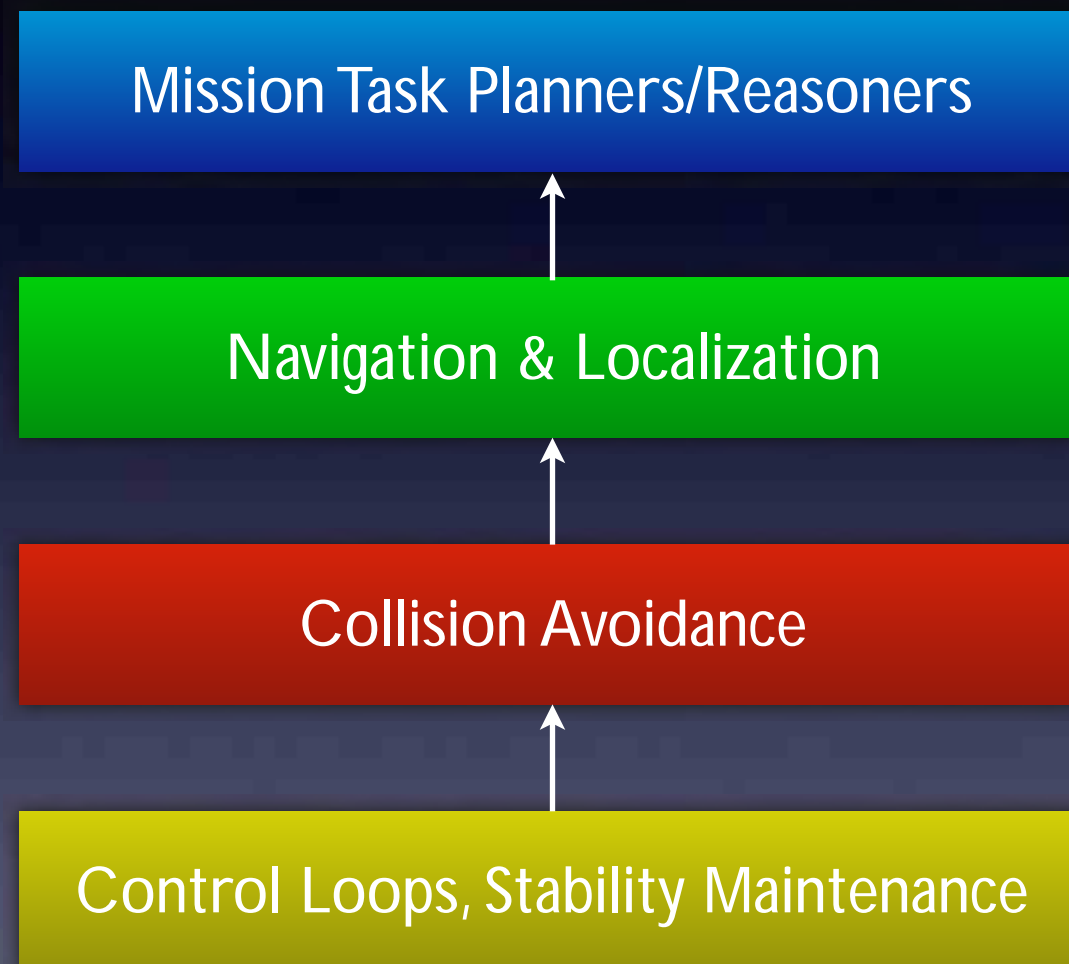 Mission Task Planners/Reasoners
Navigation & Localization
Collision Avoidance
Control Loops, Stability Maintenance